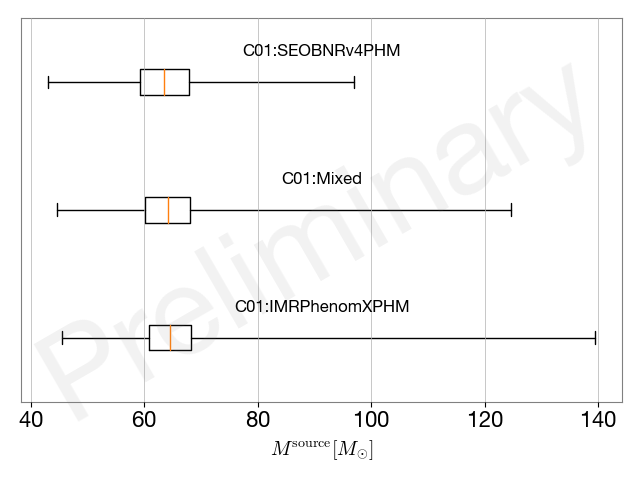 C01:SEOBNRv4PHM
C01:Mixed
C01:IMRPhenomXPHM
Preliminary
40 60 80 100 120 140
M^source[M_⊙]